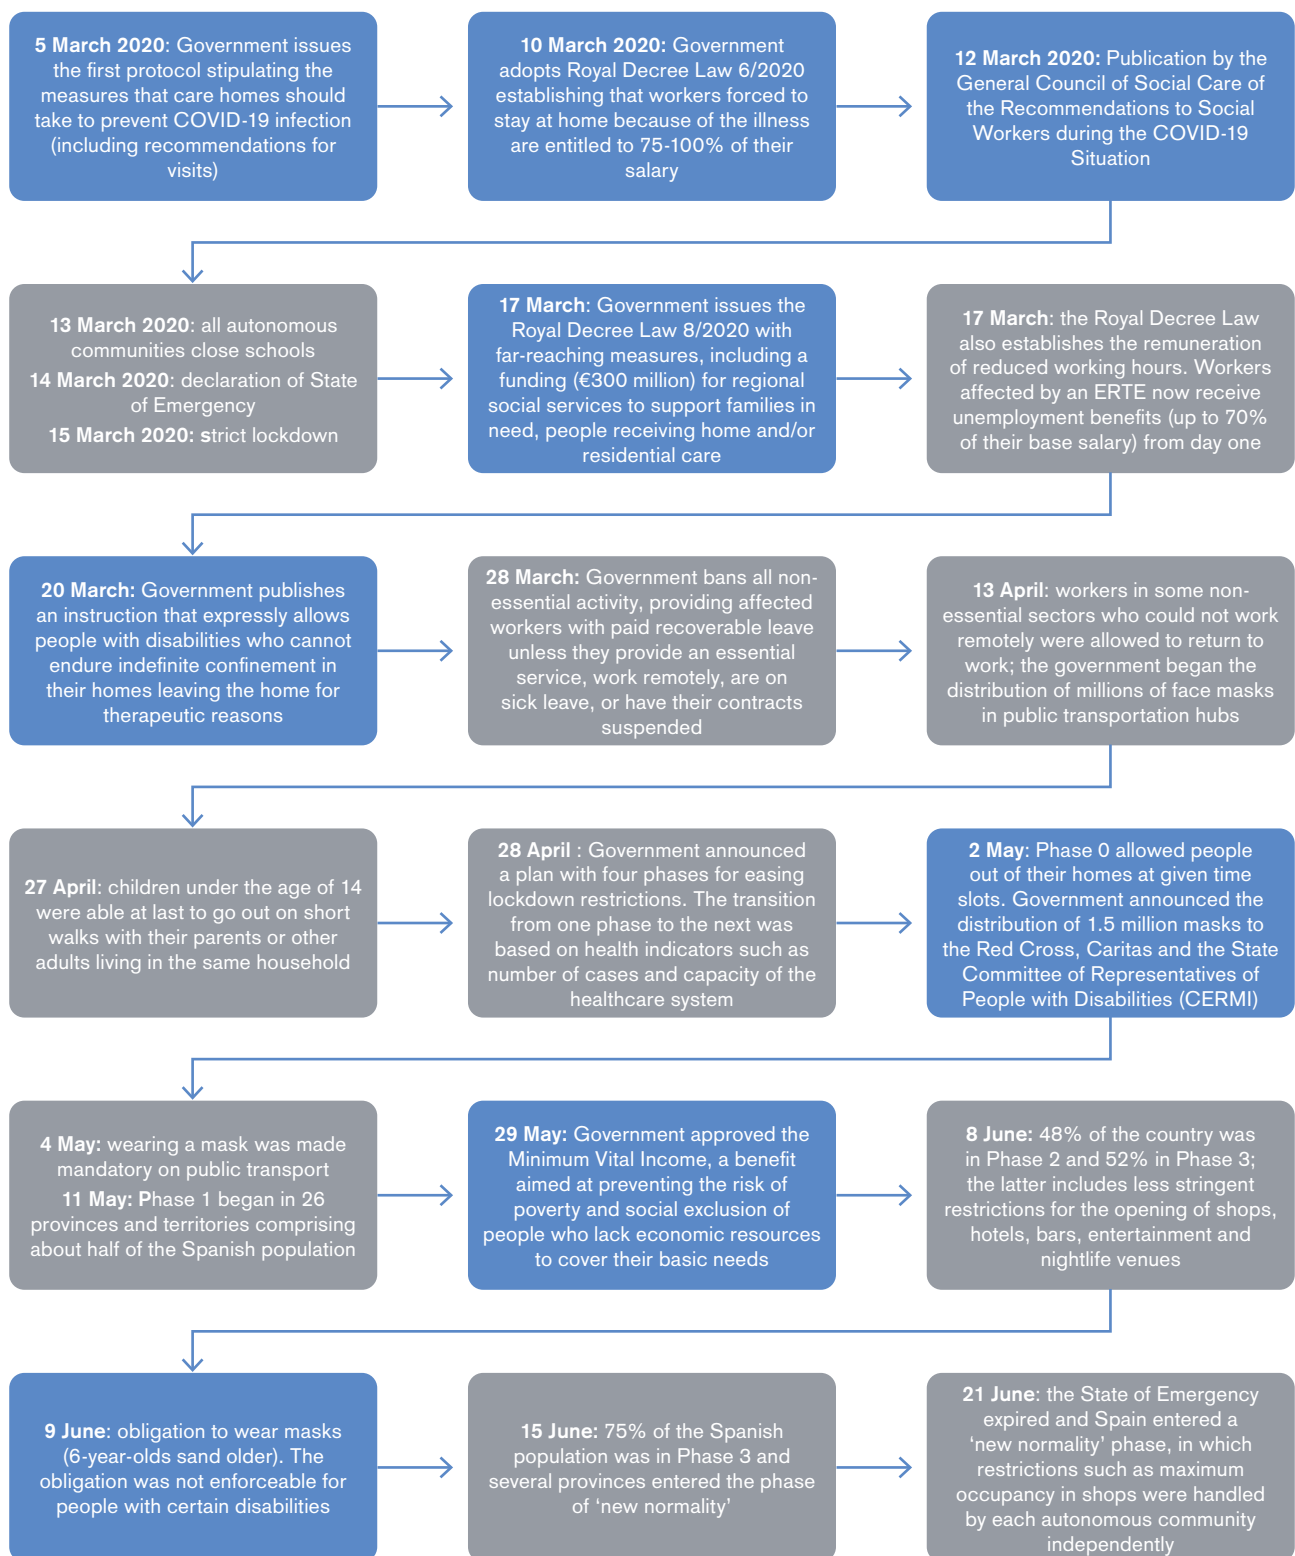 5 March 2020: Government issues
the first protocol stipulating the
measures that care homes should
take to prevent COVID-19 infection
(including recommendations for
visits)
10 March 2020: Government
adopts Royal Decree Law 6/2020
establishing that workers forced to
stay at home because of the illness
are entitled to 75-100% of their
salary
12 March 2020: Publication by the
General Council of Social Care of
the Recommendations to Social
Workers during the COVID-19
Situation
13 March 2020: all autonomous
communities close schools
14 March 2020: declaration of State
of Emergency
15 March 2020: strict lockdown
17 March: Government issues the
Royal Decree Law 8/2020 with
far-reaching measures, including a
funding (€300 million) for regional
social services to support families in
need, people receiving home and/or
residential care
17 March: the Royal Decree Law
also establishes the remuneration
of reduced working hours. Workers
affected by an ERTE now receive
unemployment benefits (up to 70%
of their base salary) from day one
20 March: Government publishes
an instruction that expressly allows
people with disabilities who cannot
endure indefinite confinement in
their homes leaving the home for
therapeutic reasons
28 March: Government bans all non-
essential activity, providing affected
workers with paid recoverable leave
unless they provide an essential
service, work remotely, are on
sick leave, or have their contracts
suspended
13 April: workers in some non-
essential sectors who could not work
remotely were allowed to return to
work; the government began the
distribution of millions of face masks
in public transportation hubs
27 April: children under the age of 14
were able at last to go out on short
walks with their parents or other
adults living in the same household
28 April : Government announced
a plan with four phases for easing
lockdown restrictions. The transition
from one phase to the next was
based on health indicators such as
number of cases and capacity of the
healthcare system
2 May: Phase 0 allowed people
out of their homes at given time
slots. Government announced the
distribution of 1.5 million masks to
the Red Cross, Caritas and the State
Committee of Representatives of
People with Disabilities (CERMI)
4 May: wearing a mask was made
mandatory on public transport
11 May: Phase 1 began in 26
provinces and territories comprising
about half of the Spanish population
29 May: Government approved the
Minimum Vital Income, a benefit
aimed at preventing the risk of
poverty and social exclusion of
people who lack economic resources
to cover their basic needs
8 June: 48% of the country was
in Phase 2 and 52% in Phase 3;
the latter includes less stringent
restrictions for the opening of shops,
hotels, bars, entertainment and
nightlife venues
9 June: obligation to wear masks
(6-year-olds sand older). The
obligation was not enforceable for
people with certain disabilities
15 June: 75% of the Spanish
population was in Phase 3 and
several provinces entered the phase
of ‘new normality’
21 June: the State of Emergency
expired and Spain entered a
‘new normality’ phase, in which
restrictions such as maximum
occupancy in shops were handled
by each autonomous community
independently